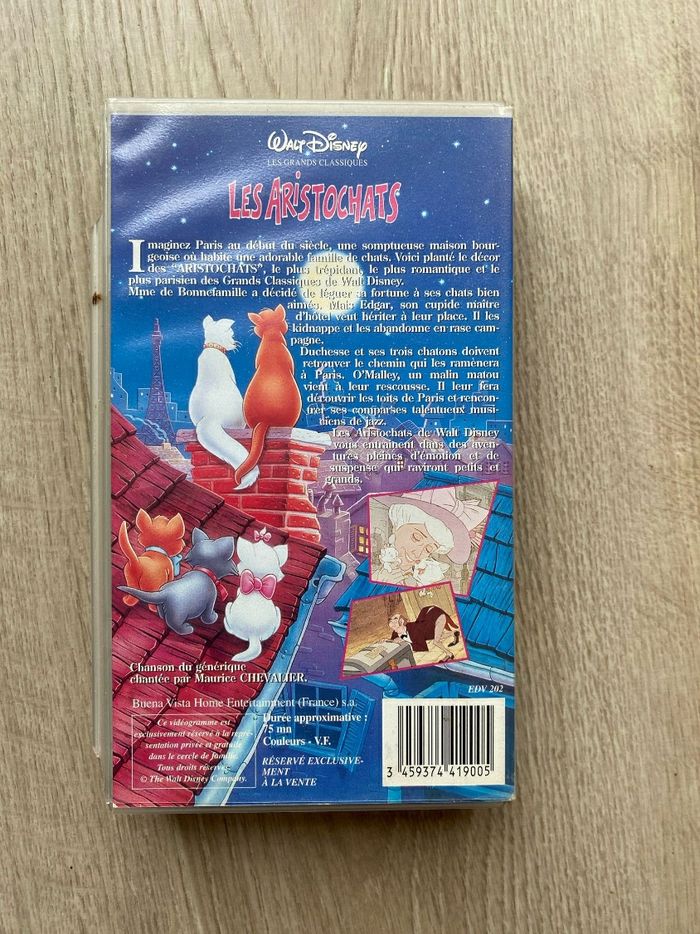 WALT DISNEY
LES GRANDS CLASSIQUES
LES ARISTOCHATS
Imaginez Paris au début du siècle, une somptueuse maison bour-
geoise où habite une adorable famille de chats. Voici planté le décor
des “ARISTOCHATS”, le plus trépidant, le plus romantique et le
plus parisien des Grands Classiques de Walt Disney.
Mme de Bonnefamille a décidé de léguer sa fortune à ses chats bien
aimés. Mais Edgar, son cupide maître
d'hôtel veut hériter à leur place. Il les
kidnappe et les abandonne en rase cam-
pagne.
Duchesse et ses trois chatons doivent
retrouver le chemin qui les ramènera
à Paris. O'Malley, un malin matou
vient à leur rescousse. Il leur fera
découvrir les toits de Paris et rencon-
trer ses comparses talentueux musi-
ciens de jazz.
Les Aristochats de Walt Disney
vous entraînent dans des aven-
tures pleines d'émotion et de
suspense qui raviront petits et
grands.
Chanson du générique
chantée par Maurice CHEVALIER.
EDV 202
Buena Vista Home Entertainment (France) s.a.
Ce vidéogramme est
exclusivement réservé à la repré-
sentation privée et gratuite
dans le cercle de famille.
Tous droits réservés
© The Walt Disney Company.
Durée approximative :
75 mn
Couleurs - V.F.
RÉSERVÉ EXCLUSIVE-
MENT
À LA VENTE
3 459374 419005